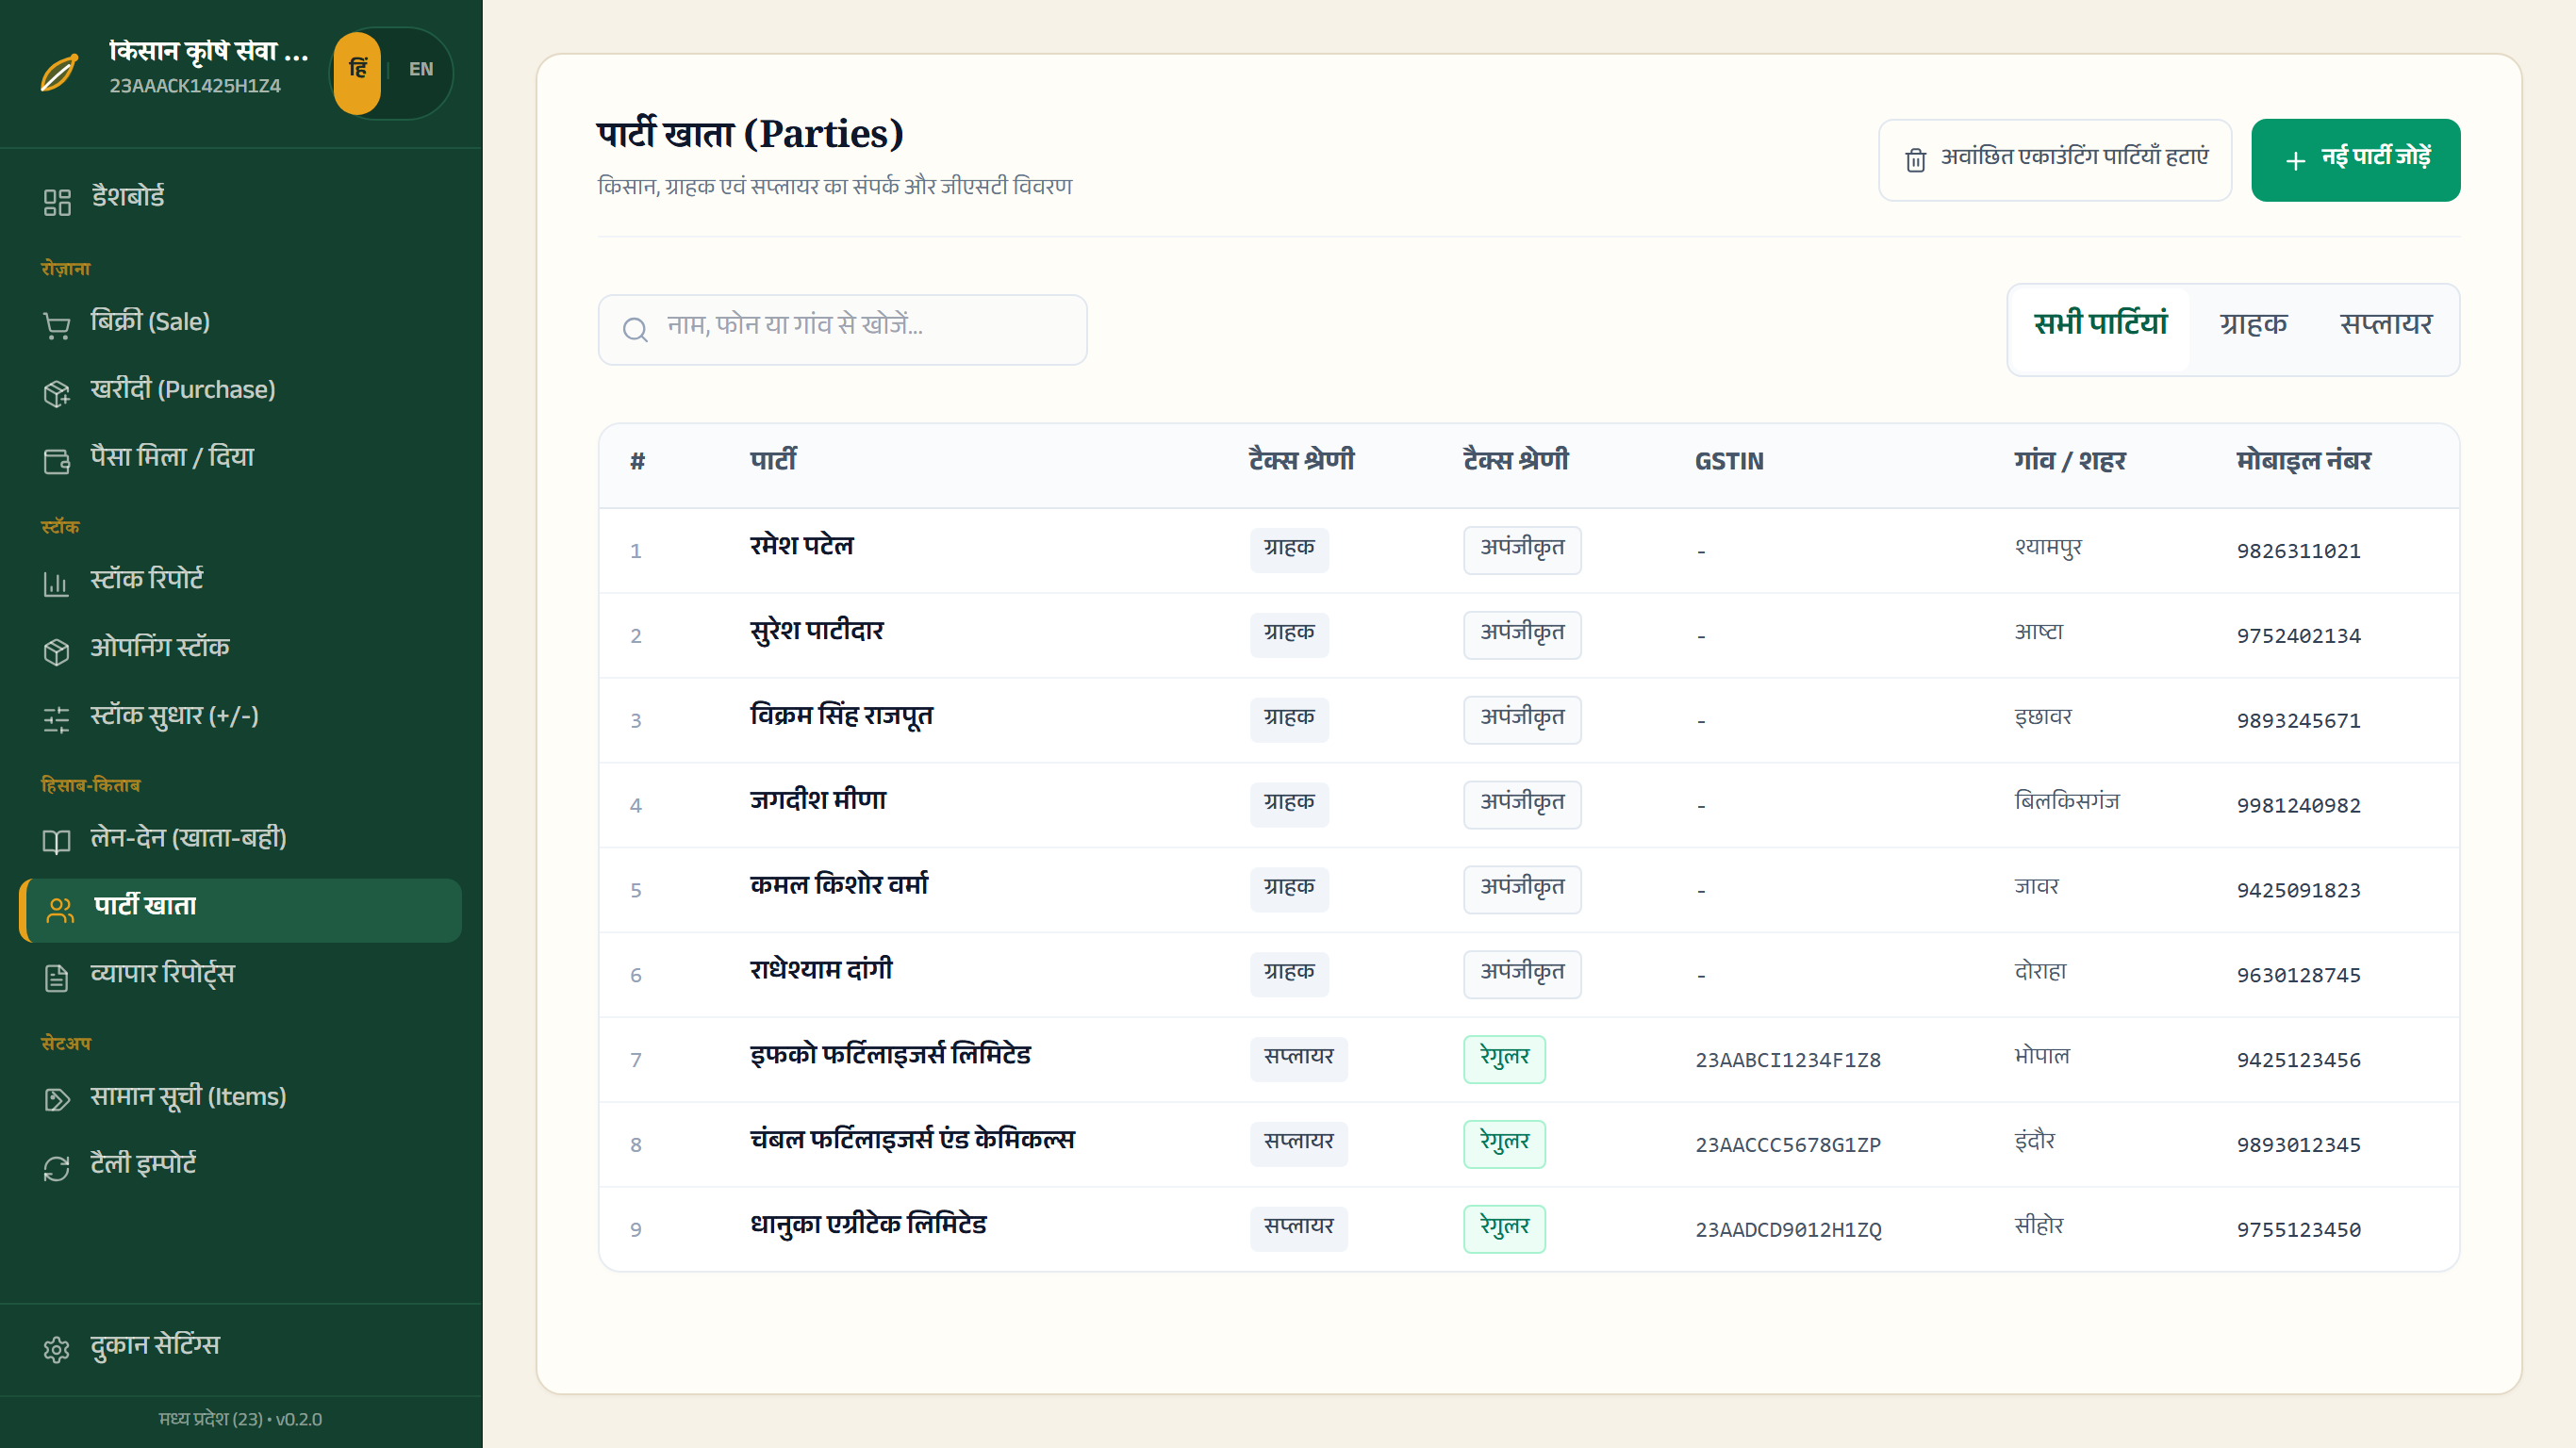 किसान कृषि सेवा ...
23AAACK1425H1Z4
हिं | EN
डैशबोर्ड
रोज़ाना
बिक्री (Sale)
खरीदी (Purchase)
पैसा मिला / दिया
स्टॉक
स्टॉक रिपोर्ट
ओपनिंग स्टॉक
स्टॉक सुधार (+/-)
हिसाब-किताब
लेन-देन (खाता-बही)
पार्टी खाता
व्यापार रिपोर्ट्स
सेटअप
सामान सूची (Items)
टैली इम्पोर्ट
दुकान सेटिंग्स
मध्य प्रदेश (23) • v0.2.0
पार्टी खाता (Parties)
किसान, ग्राहक एवं सप्लायर का संपर्क और जीएसटी विवरण
अवांछित एकाउंटिंग पार्टियाँ हटाएं
+ नई पार्टी जोड़ें
नाम, फोन या गांव से खोजें...
सभी पार्टियां ग्राहक सप्लायर
# पार्टी टैक्स श्रेणी टैक्स श्रेणी GSTIN गांव / शहर मोबाइल नंबर
1 रमेश पटेल ग्राहक अपंजीकृत - श्यामपुर 9826311021
2 सुरेश पाटीदार ग्राहक अपंजीकृत - आष्टा 9752402134
3 विक्रम सिंह राजपूत ग्राहक अपंजीकृत - इछावर 9893245671
4 जगदीश मीणा ग्राहक अपंजीकृत - बिलकिसगंज 9981240982
5 कमल किशोर वर्मा ग्राहक अपंजीकृत - जावर 9425091823
6 राधेश्याम दांगी ग्राहक अपंजीकृत - दोराहा 9630128745
7 इफको फर्टिलाइजर्स लिमिटेड सप्लायर रेगुलर 23AABCI1234F1Z8 भोपाल 9425123456
8 चंबल फर्टिलाइजर्स एंड केमिकल्स सप्लायर रेगुलर 23AACCC5678G1ZP इंदौर 9893012345
9 धानुका एग्रीटेक लिमिटेड सप्लायर रेगुलर 23AADCD9012H1ZQ सीहोर 9755123450